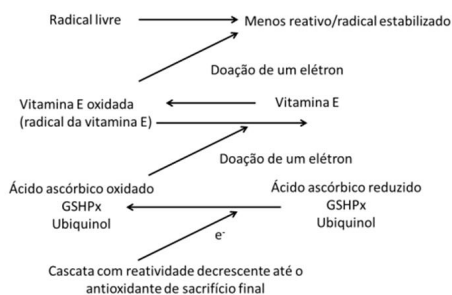 Radical livre
Menos reativo/radical estabilizado
Doação de um elétron
Vitamina E oxidada
(radical da vitamina E)
Vitamina E
Doação de um elétron
Ácido ascórbico oxidado
GSHPx
Ubiquinol
Ácido ascórbico reduzido
GSHPx
Ubiquinol
e-
Cascata com reatividade decrescente até o
antioxidante de sacrifício final